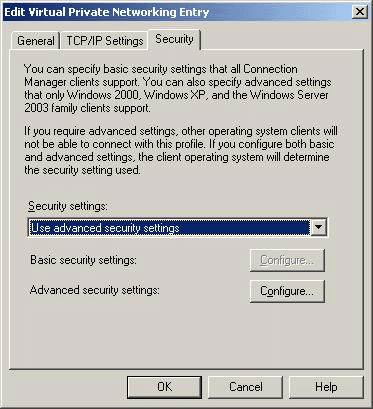 Edit Virtual Private Networking Entry
General TCP/IP Settings Security
You can specify basic security settings that all Connection
Manager clients support. You can also specify advanced settings
that only Windows 2000, Windows XP, and the Windows Server
2003 family clients support.
If you require advanced settings, other operating system clients will
not be able to connect with this profile. If you configure both basic
and advanced settings, the client operating system will determine
the security setting used.
Security settings:
Use advanced security settings
Basic security settings: Configure...
Advanced security settings: Configure...
OK Cancel Help